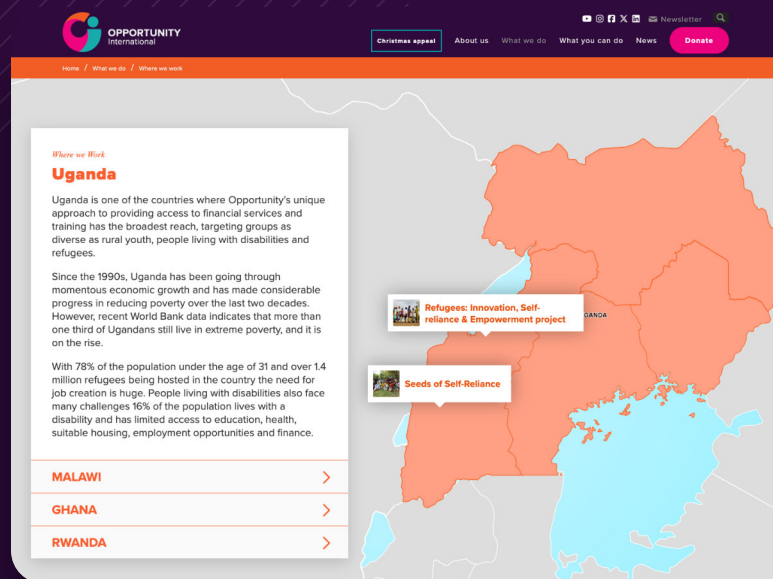 OPPORTUNITY
International
Newsletter
Christmas appeal
About us
What we do
What you can do
News
Donate
Home / What we do / Where we work
Where we Work
Uganda
Uganda is one of the countries where Opportunity's unique
approach to providing access to financial services and
training has the broadest reach, targeting groups as
diverse as rural youth, people living with disabilities and
refugees.
Since the 1990s, Uganda has been going through
momentous economic growth and has made considerable
progress in reducing poverty over the last two decades.
However, recent World Bank data indicates that more than
one third of Ugandans still live in extreme poverty, and it is
on the rise.
With 78% of the population under the age of 31 and over 1.4
million refugees being hosted in the country the need for
job creation is huge. People living with disabilities also face
many challenges 16% of the population lives with a
disability and has limited access to education, health,
suitable housing, employment opportunities and finance.
MALAWI
GHANA
RWANDA
Refugees: Innovation, Self-
reliance & Empowerment project
GANDA
Seeds of Self-Reliance